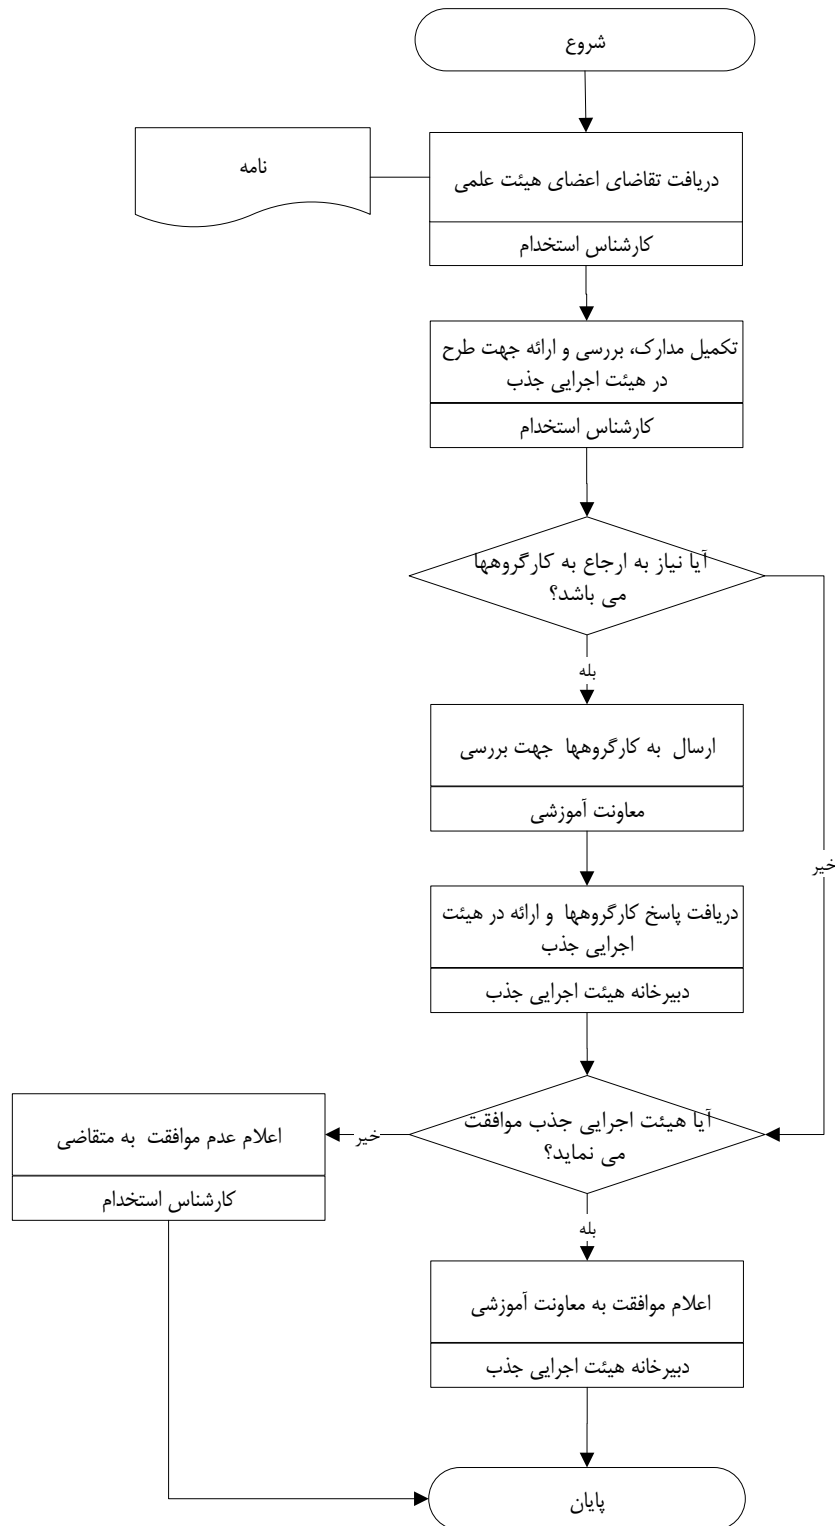 شروع
نامه
دریافت تقاضای اعضای هیئت علمی
کارشناس استخدام
تکمیل مدارک، بررسی و ارائه جهت طرح
در هیئت اجرایی جذب
کارشناس استخدام
آیا نیاز به ارجاع به کارگروهها
می باشد؟
بله
خیر
ارسال به کارگروهها جهت بررسی
معاونت آموزشی
دریافت پاسخ کارگروهها و ارائه در هیئت
اجرایی جذب
دبیرخانه هیئت اجرایی جذب
آیا هیئت اجرایی جذب موافقت
می نماید؟
خیر
اعلام عدم موافقت به متقاضی
کارشناس استخدام
بله
اعلام موافقت به معاونت آموزشی
دبیرخانه هیئت اجرایی جذب
پایان